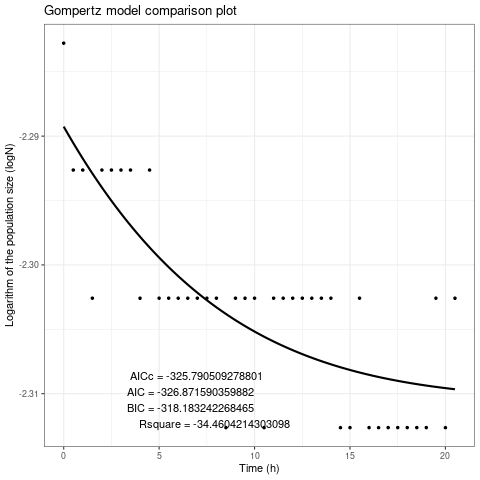 Gompertz model comparison plot
Logarithm of the population size (logN)
-2.29
-2.30
-2.31
AICc = -325.790509278801
AIC = -326.871590359882
BIC = -318.183242268465
Rsquare = -34.4604214303098
0 5 10 15 20
Time (h)